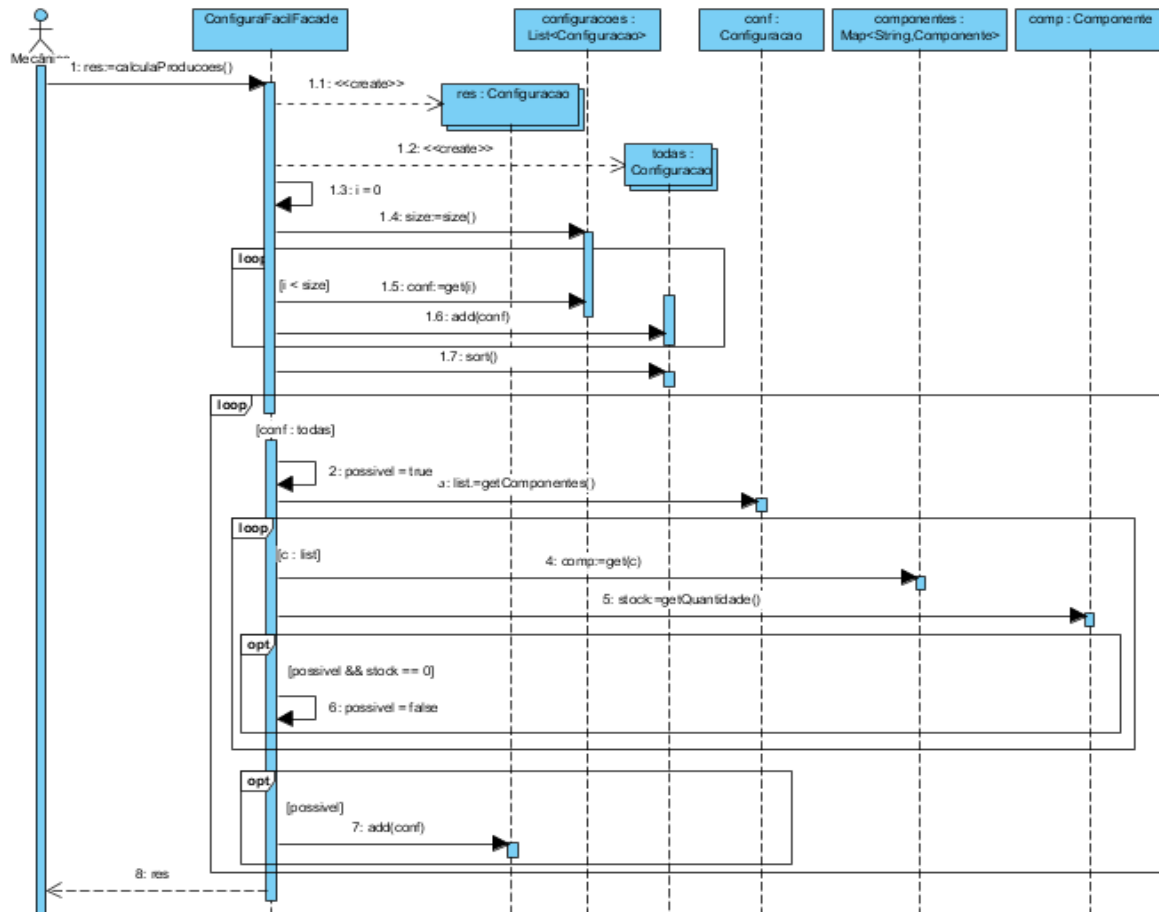 ConfiguraFacilFacade
configuracoes :
List<Configuracao>
conf :
Configuracao
componentes :
Map<String,Componente>
comp : Componente
1: res:=calculaProducoes()
1.1: <<create>>
res : Configuracao
1.2: <<create>>
todas :
Configuracao
1.3: i = 0
1.4: size:=size()
loop
[i < size]
1.5: conf:=get(i)
1.6: add(conf)
1.7: sort()
loop
[conf : todas]
2: possivel = true
list:=getComponentes()
loop
[c : list]
4: comp:=get(c)
5: stock:=getQuantidade()
opt
[possivel && stock == 0]
6: possivel = false
opt
[possivel]
7: add(conf)
8: res